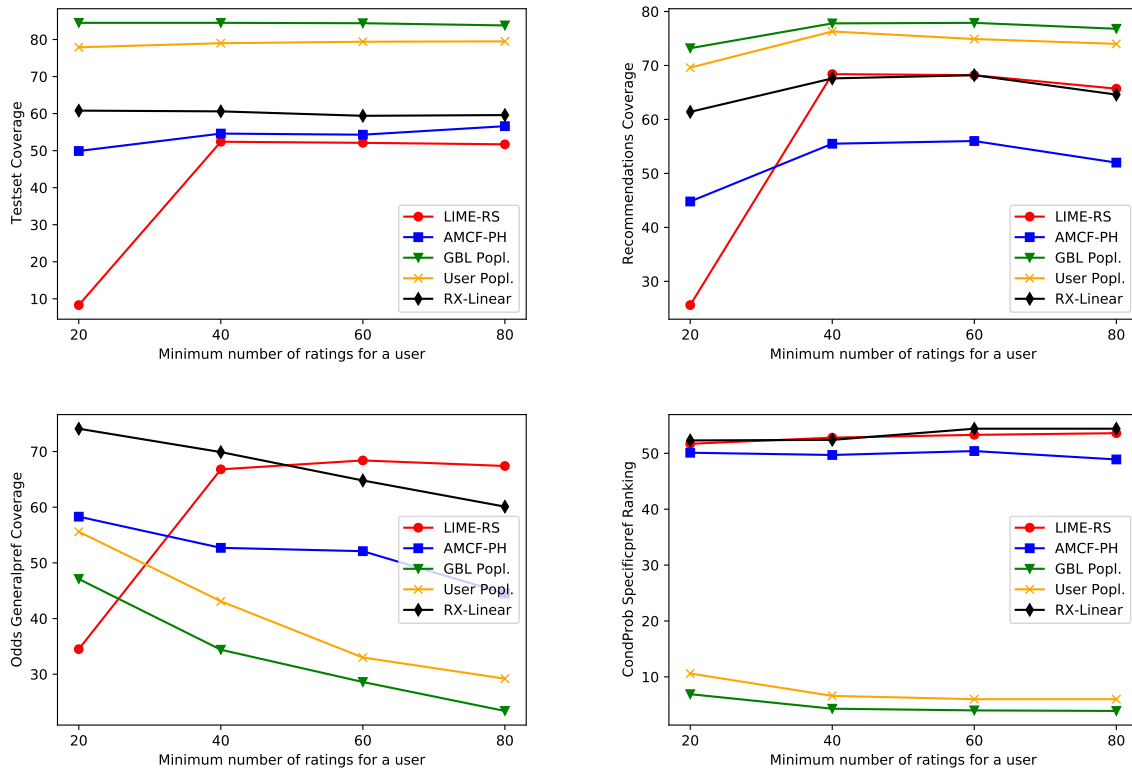 Testset Coverage
80
70
60
50
40
30
20
10
20 40 60 80
Minimum number of ratings for a user
LIME-RS
AMCF-PH
GBL Popl.
User Popl.
RX-Linear
Recommendations Coverage
80
70
60
50
40
30
20 40 60 80
Minimum number of ratings for a user
LIME-RS
AMCF-PH
GBL Popl.
User Popl.
RX-Linear
Odds Generalpref Coverage
70
60
50
40
30
20 40 60 80
Minimum number of ratings for a user
LIME-RS
AMCF-PH
GBL Popl.
User Popl.
RX-Linear
CondProb Specificpref Ranking
50
40
30
20
10
20 40 60 80
Minimum number of ratings for a user
LIME-RS
AMCF-PH
GBL Popl.
User Popl.
RX-Linear